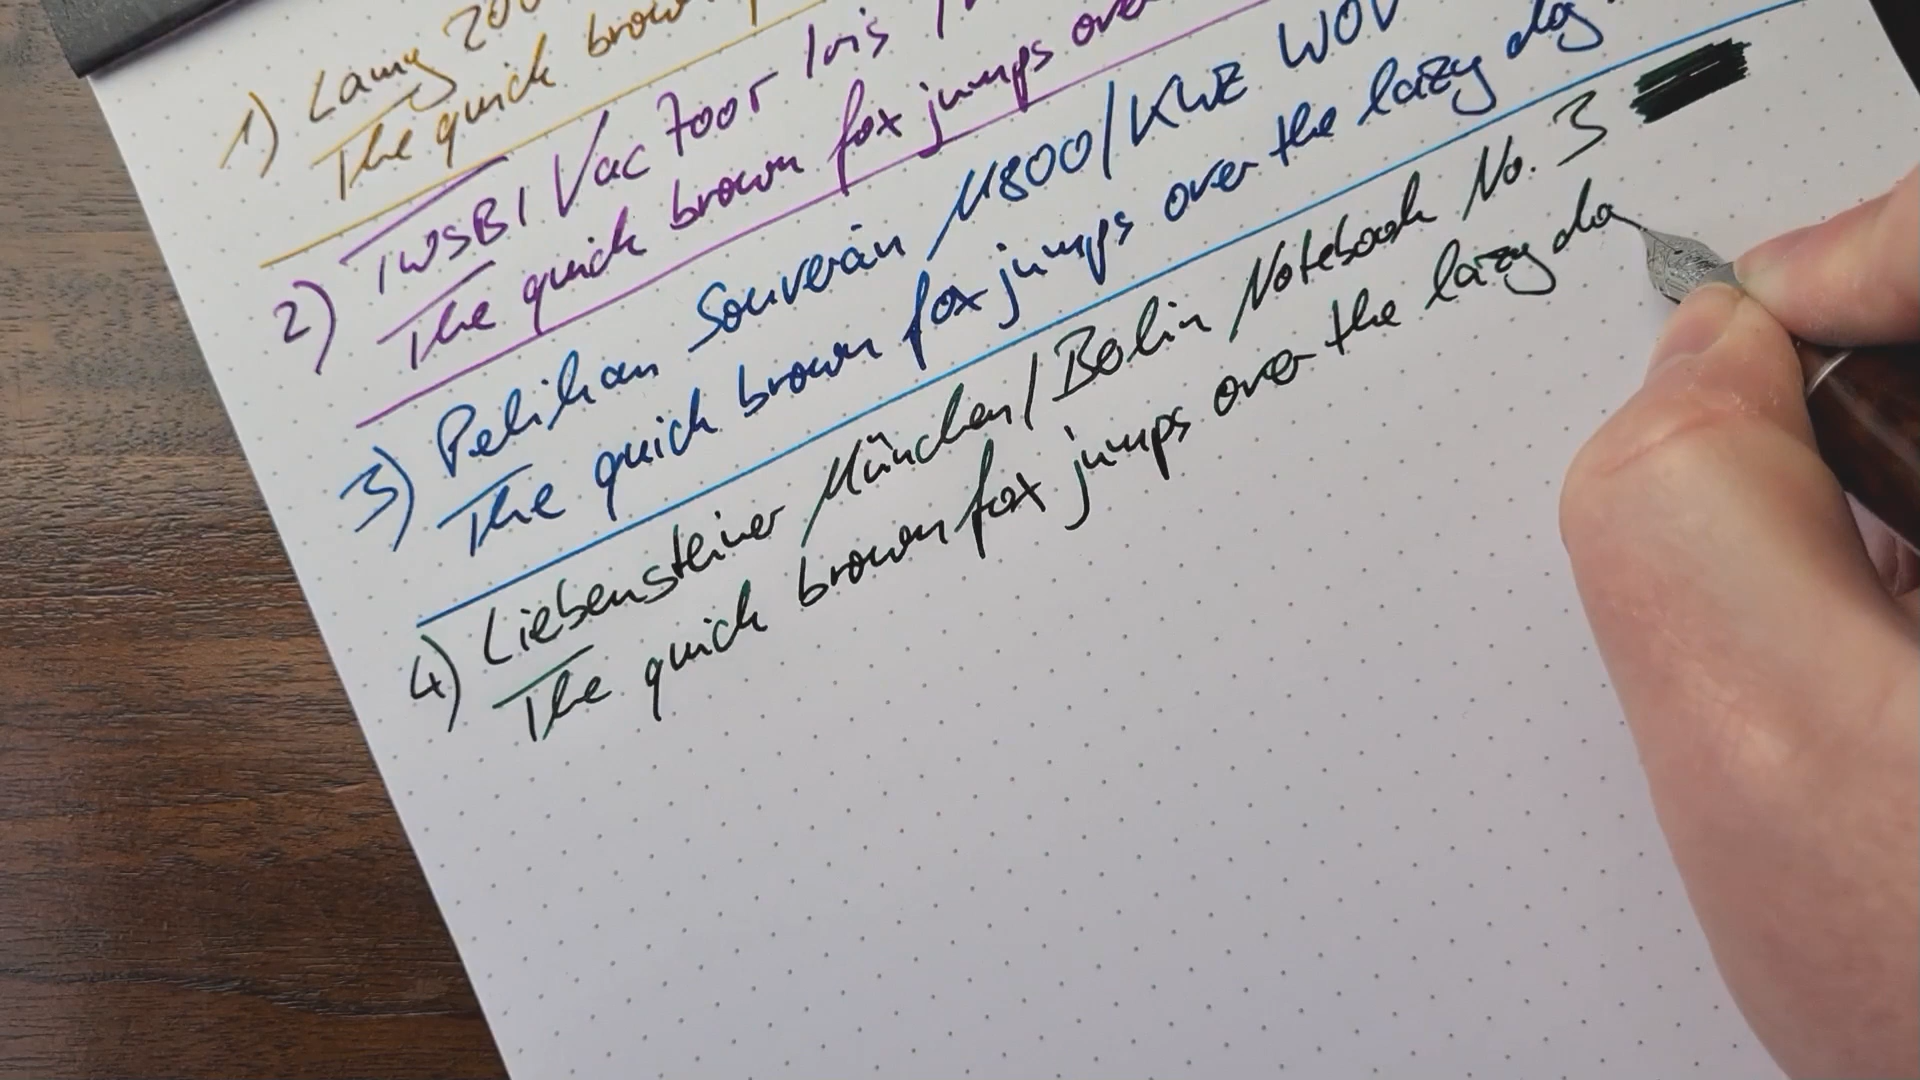 1) Lamy 200
The quick brown
2) TWSBI Vac 700R Iris /
The quick brown fox jumps over
3) Pelikan Souverän M800/KWZ
The quick brown fox jumps over the lazy dog.
4) Liebensteiner München/Berlin Notebook No. 3
The quick brown fox jumps over the lazy do